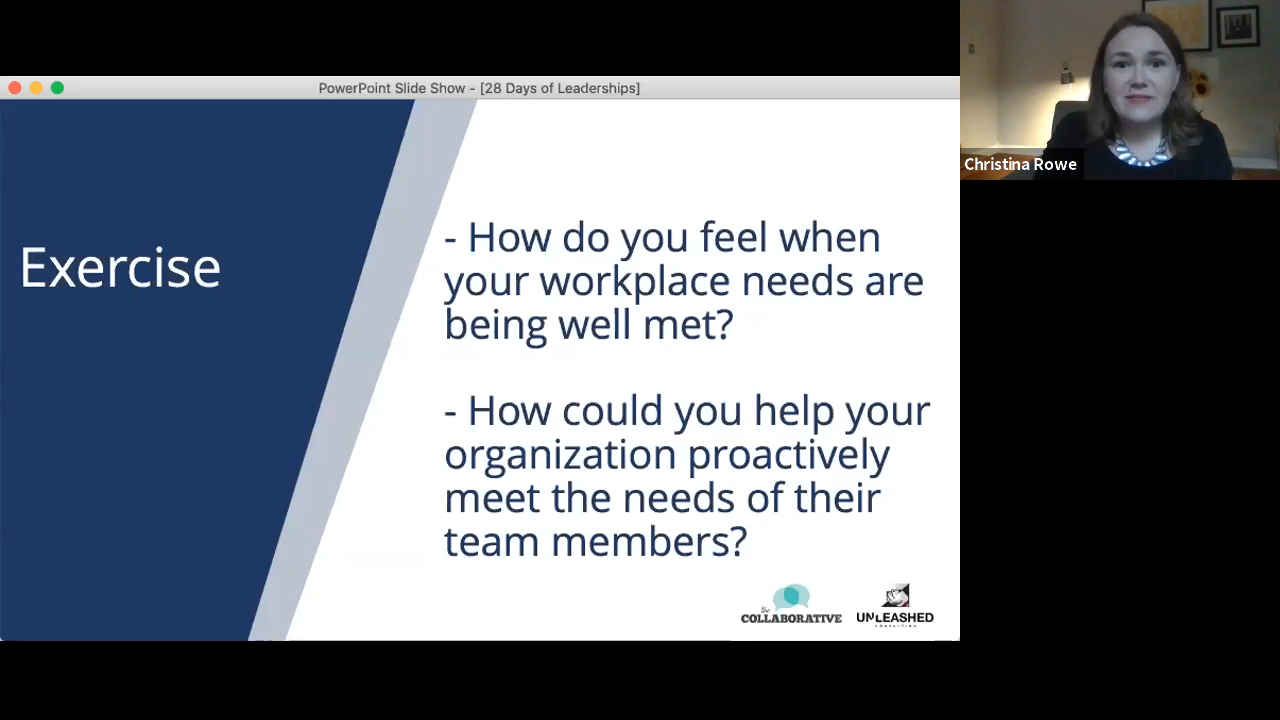 PowerPoint Slide Show - [28 Days of Leaderships]
Christina Rowe
Exercise
- How do you feel when
your workplace needs are
being well met?
- How could you help your
organization proactively
meet the needs of their
team members?
the
COLLABORATIVE
UNLEASHED
CONSULTING